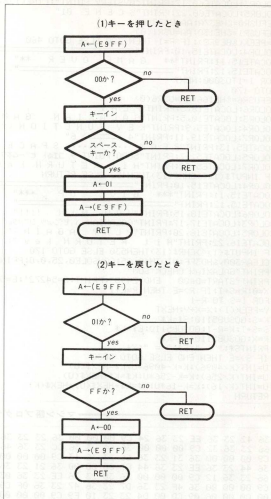 (1)キーを押したとき
A←(E9FF)
00か?
no
RET
yes
キーイン
スペース
キーか?
no
RET
yes
A←01
A→(E9FF)
RET
(2)キーを戻したとき
A←(E9FF)
01か?
no
RET
yes
キーイン
FFか?
no
RET
yes
A←00
A→(E9FF)
RET